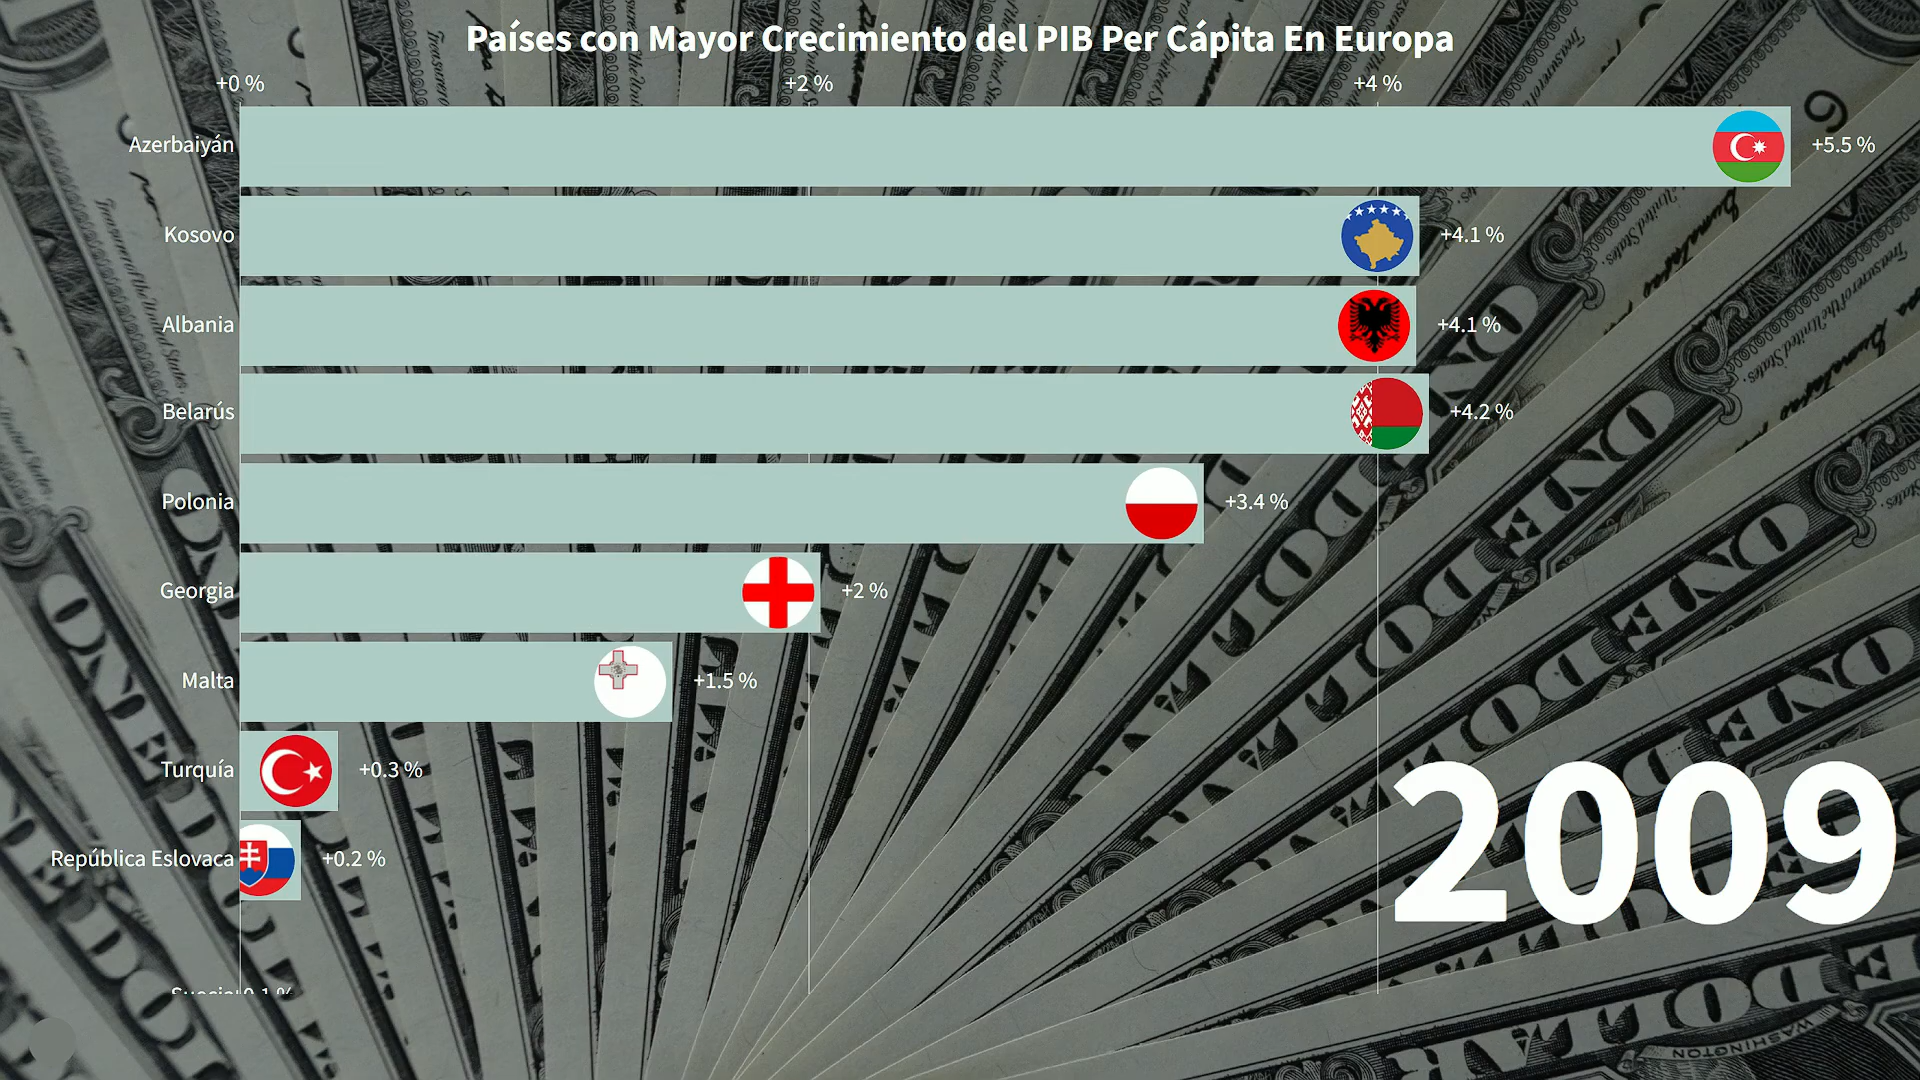 Países con Mayor Crecimiento del PIB Per Cápita En Europa
+0 % +2 % +4 %
Azerbaiyán +5.5 %
Kosovo +4.1 %
Albania +4.1 %
Belarús +4.2 %
Polonia +3.4 %
Georgia +2 %
Malta +1.5 %
Turquía +0.3 %
República Eslovaca +0.2 %
2009